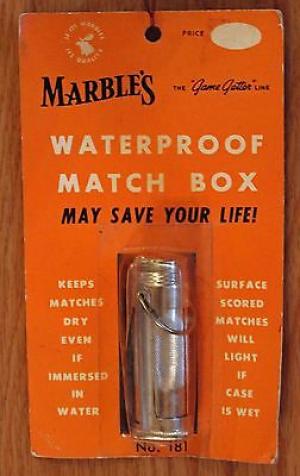 PRICE
MARBLE'S
THE "Game Getter" LINE
WATERPROOF
MATCH BOX
MAY SAVE YOUR LIFE!
KEEPS
MATCHES
DRY
EVEN
IF
IMMERSED
IN
WATER
SURFACE
SCORED
MATCHES
WILL
LIGHT
IF
CASE
IS WET
No. 181